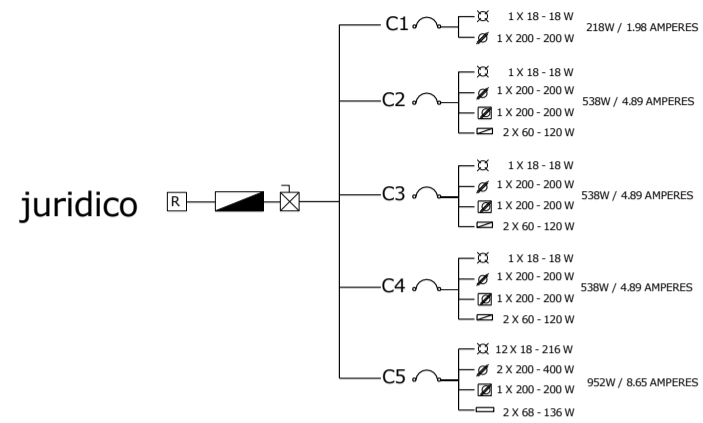 C1
1 X 18 - 18 W
1 X 200 - 200 W
218W / 1.98 AMPERES
C2
1 X 18 - 18 W
1 X 200 - 200 W
1 X 200 - 200 W
2 X 60 - 120 W
538W / 4.89 AMPERES
juridico
R
C3
1 X 18 - 18 W
1 X 200 - 200 W
1 X 200 - 200 W
2 X 60 - 120 W
538W / 4.89 AMPERES
C4
1 X 18 - 18 W
1 X 200 - 200 W
1 X 200 - 200 W
2 X 60 - 120 W
538W / 4.89 AMPERES
C5
12 X 18 - 216 W
2 X 200 - 400 W
1 X 200 - 200 W
2 X 68 - 136 W
952W / 8.65 AMPERES